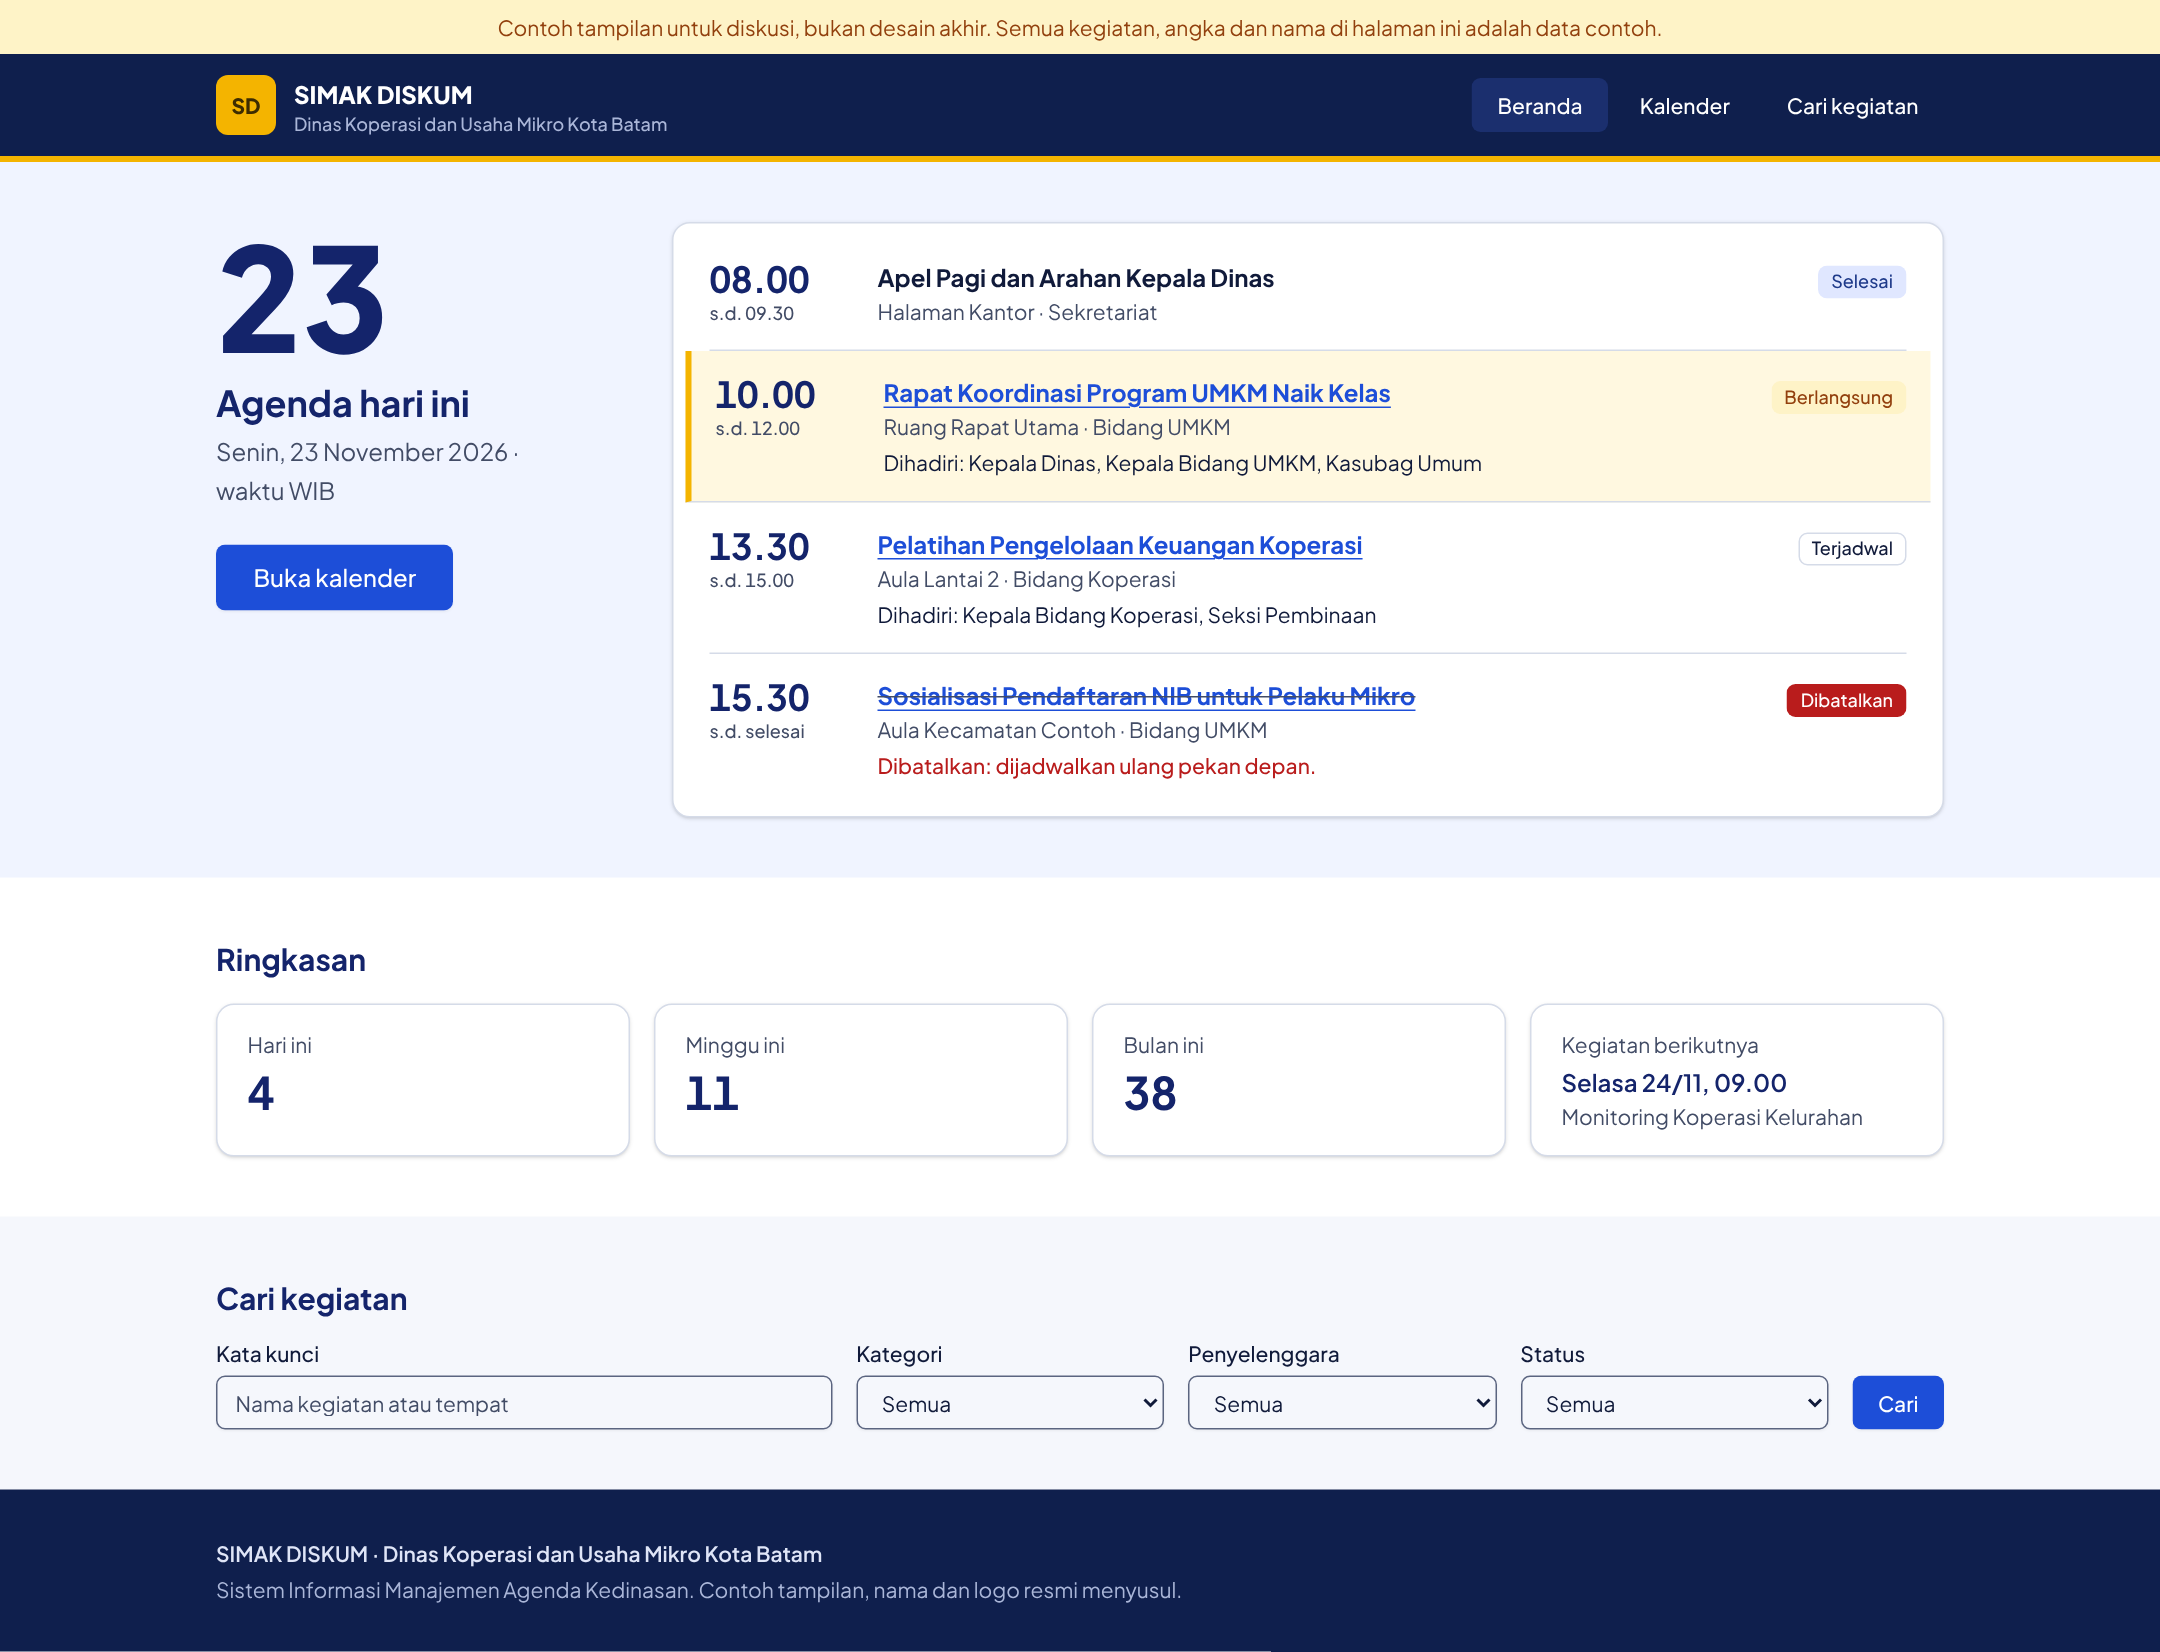 Contoh tampilan untuk diskusi, bukan desain akhir. Semua kegiatan, angka dan nama di halaman ini adalah data contoh.
SD
SIMAK DISKUM
Dinas Koperasi dan Usaha Mikro Kota Batam
Beranda
Kalender
Cari kegiatan
23
Agenda hari ini
Senin, 23 November 2026 ·
waktu WIB
Buka kalender
08.00
s.d. 09.30
Apel Pagi dan Arahan Kepala Dinas
Halaman Kantor · Sekretariat
Selesai
10.00
s.d. 12.00
Rapat Koordinasi Program UMKM Naik Kelas
Ruang Rapat Utama · Bidang UMKM
Dihadiri: Kepala Dinas, Kepala Bidang UMKM, Kasubag Umum
Berlangsung
13.30
s.d. 15.00
Pelatihan Pengelolaan Keuangan Koperasi
Aula Lantai 2 · Bidang Koperasi
Dihadiri: Kepala Bidang Koperasi, Seksi Pembinaan
Terjadwal
15.30
s.d. selesai
Sosialisasi Pendaftaran NIB untuk Pelaku Mikro
Aula Kecamatan Contoh · Bidang UMKM
Dibatalkan: dijadwalkan ulang pekan depan.
Dibatalkan
Ringkasan
Hari ini
4
Minggu ini
11
Bulan ini
38
Kegiatan berikutnya
Selasa 24/11, 09.00
Monitoring Koperasi Kelurahan
Cari kegiatan
Kata kunci
Nama kegiatan atau tempat
Kategori
Semua
Penyelenggara
Semua
Status
Semua
Cari
SIMAK DISKUM · Dinas Koperasi dan Usaha Mikro Kota Batam
Sistem Informasi Manajemen Agenda Kedinasan. Contoh tampilan, nama dan logo resmi menyusul.